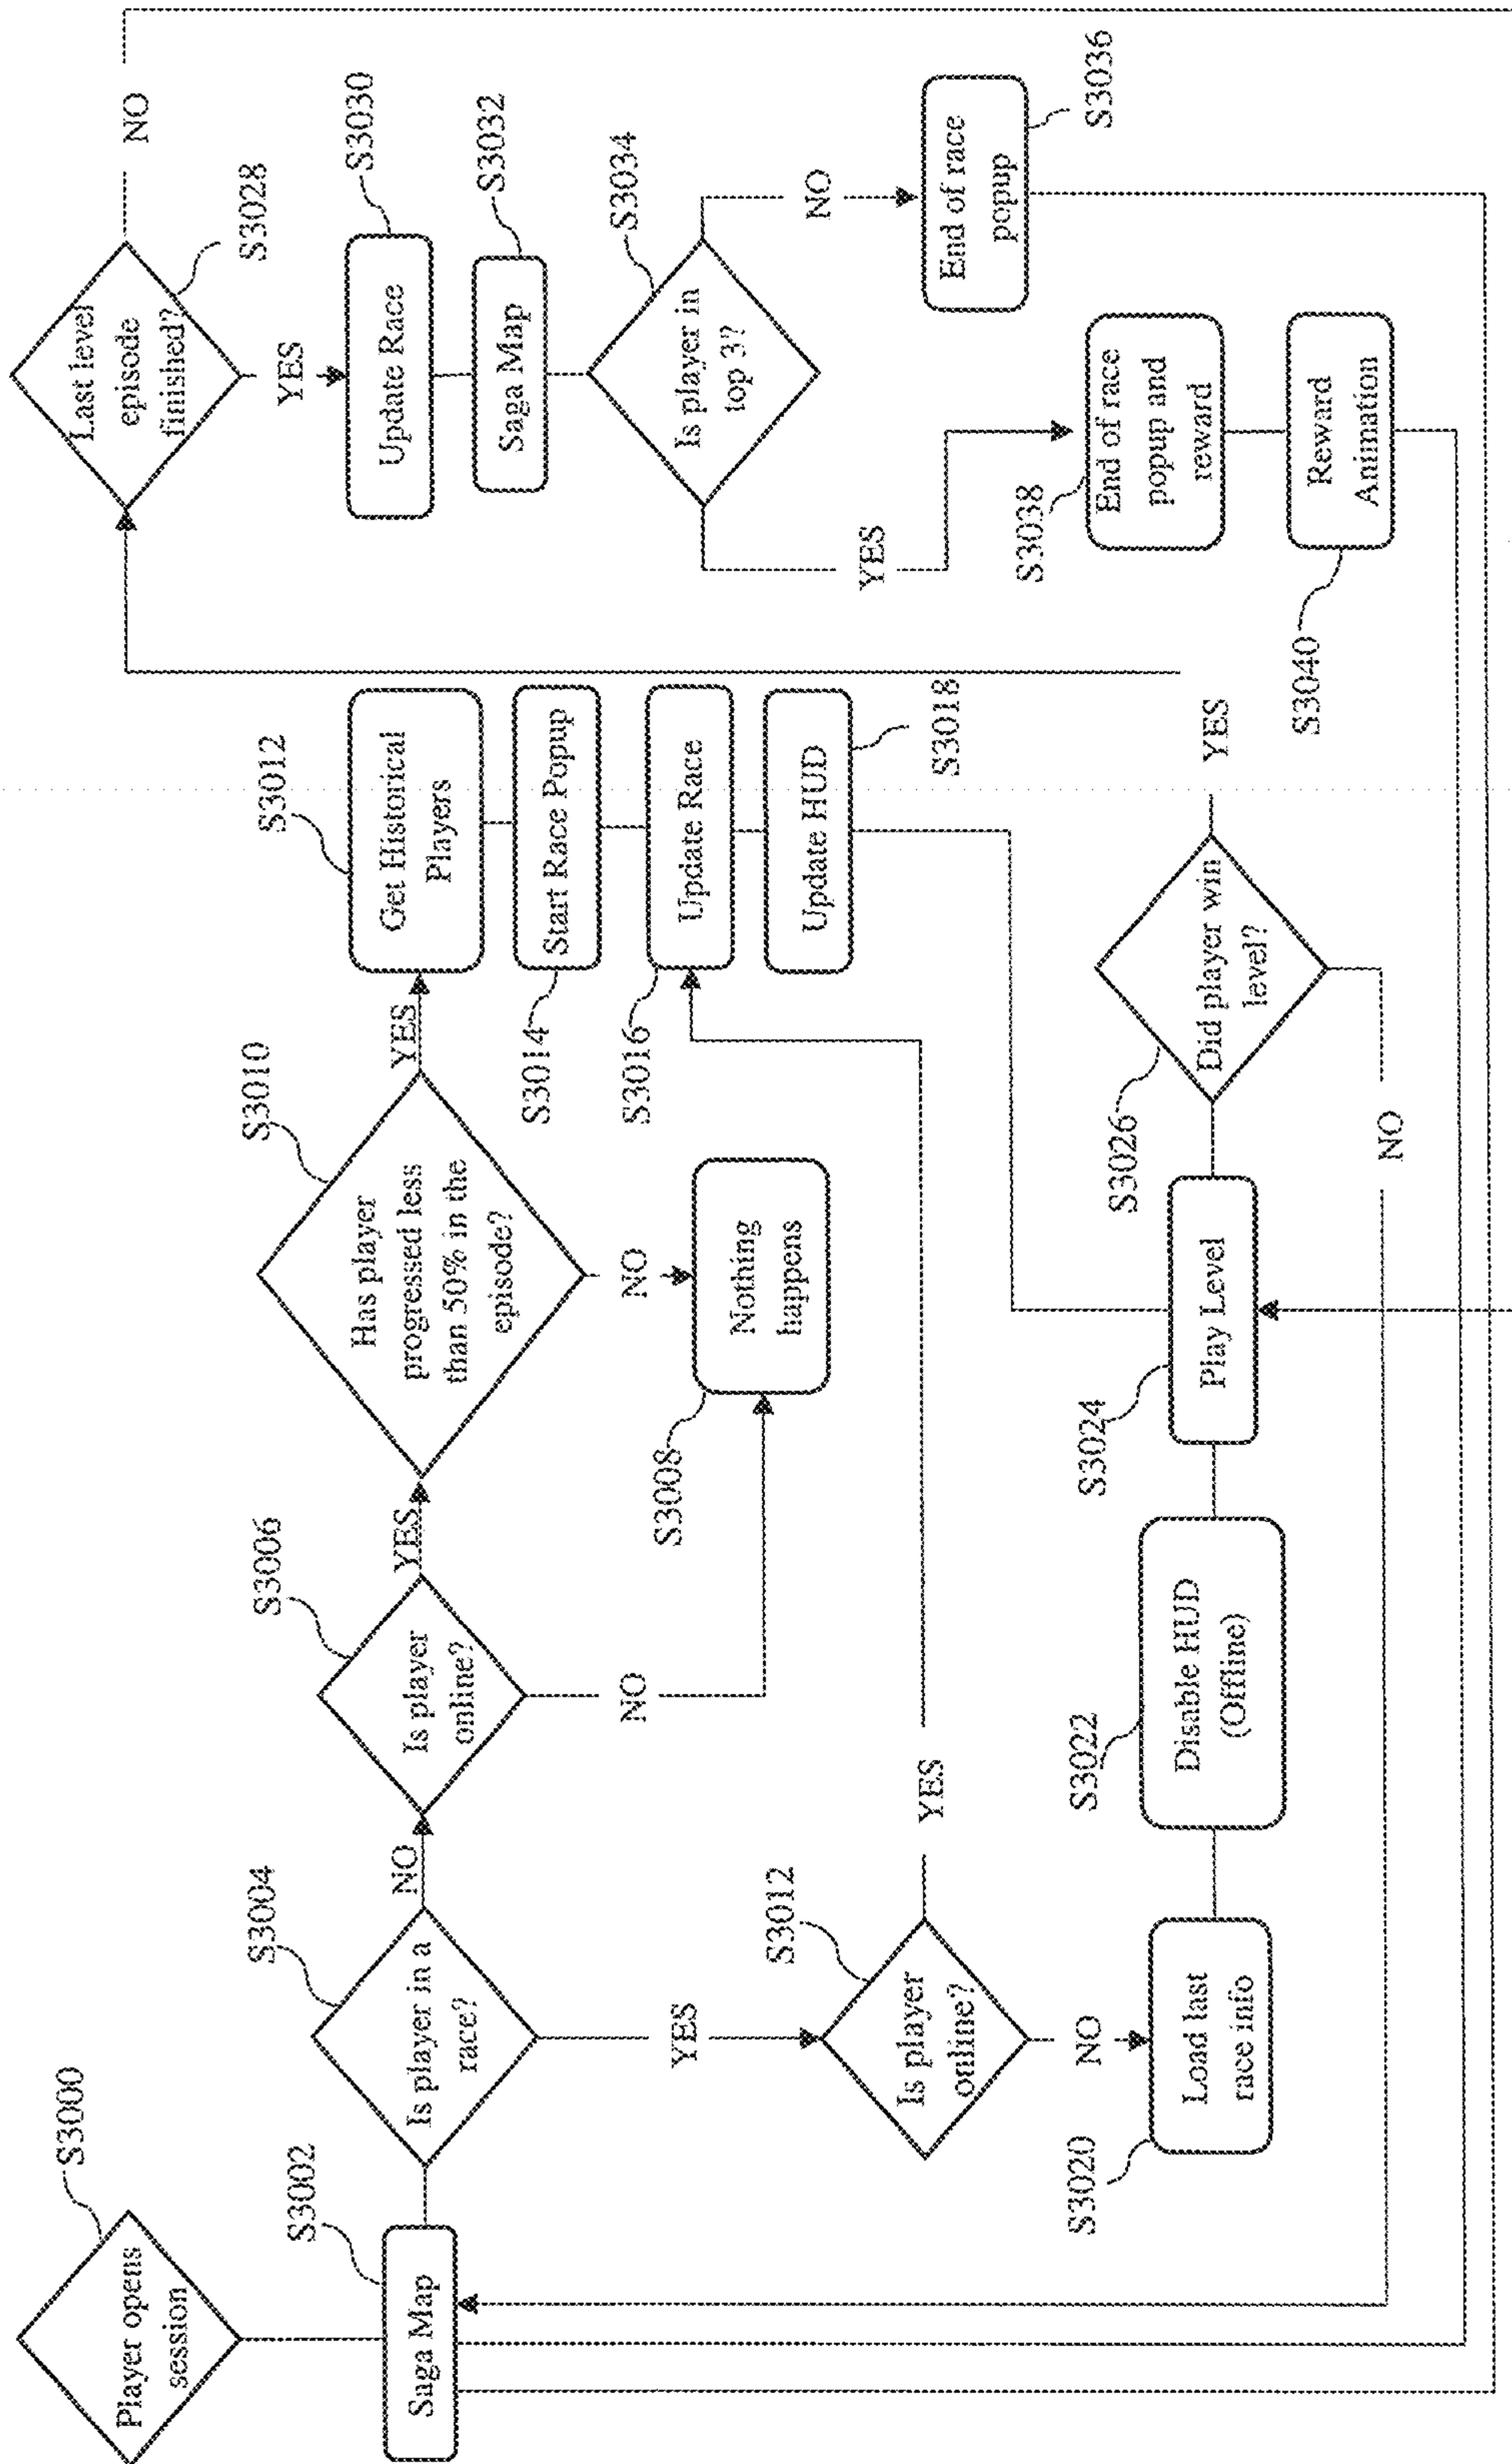 S3000
Player opens
session
S3002
Saga Map
S3004
Is player in a
race?
NO
YES
S3006
Is player
online?
YES
NO
S3010
Has player
progressed less
than 50% in the
episode?
YES
NO
S3008
Nothing
happens
S3012
Get Historical
Players
S3014
Start Race Popup
S3016
Update Race
S3018
Update HUD
S3012
Is player
online?
YES
NO
S3020
Load last
race info
S3022
Disable HUD
(Offline)
S3024
Play Level
S3026
Did player win
level?
YES
NO
S3028
Last level
episode
finished?
NO
YES
S3030
Update Race
S3032
Saga Map
S3034
Is player in
top 3?
NO
YES
S3036
End of race
popup
S3038
End of race
popup and
reward
S3040
Reward
Animation